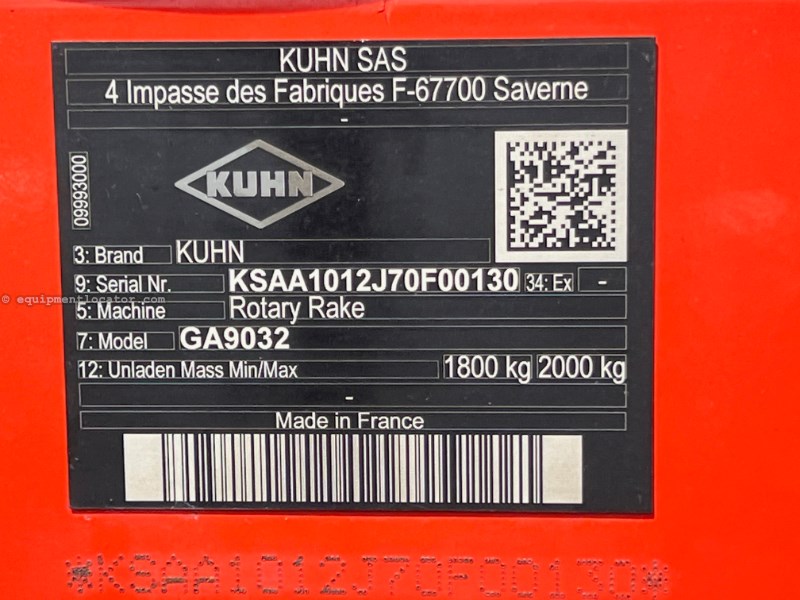 KUHN SAS
4 Impasse des Fabriques F-67700 Saverne
-
09993000
KUHN
3: Brand KUHN
9: Serial Nr. KSAA1012J70F00130 34: Ex -
© equipmentlocator.com
5: Machine Rotary Rake
7: Model GA9032
12: Unladen Mass Min/Max 1800 kg 2000 kg
-
Made in France
*KSAA1012J70F00130*